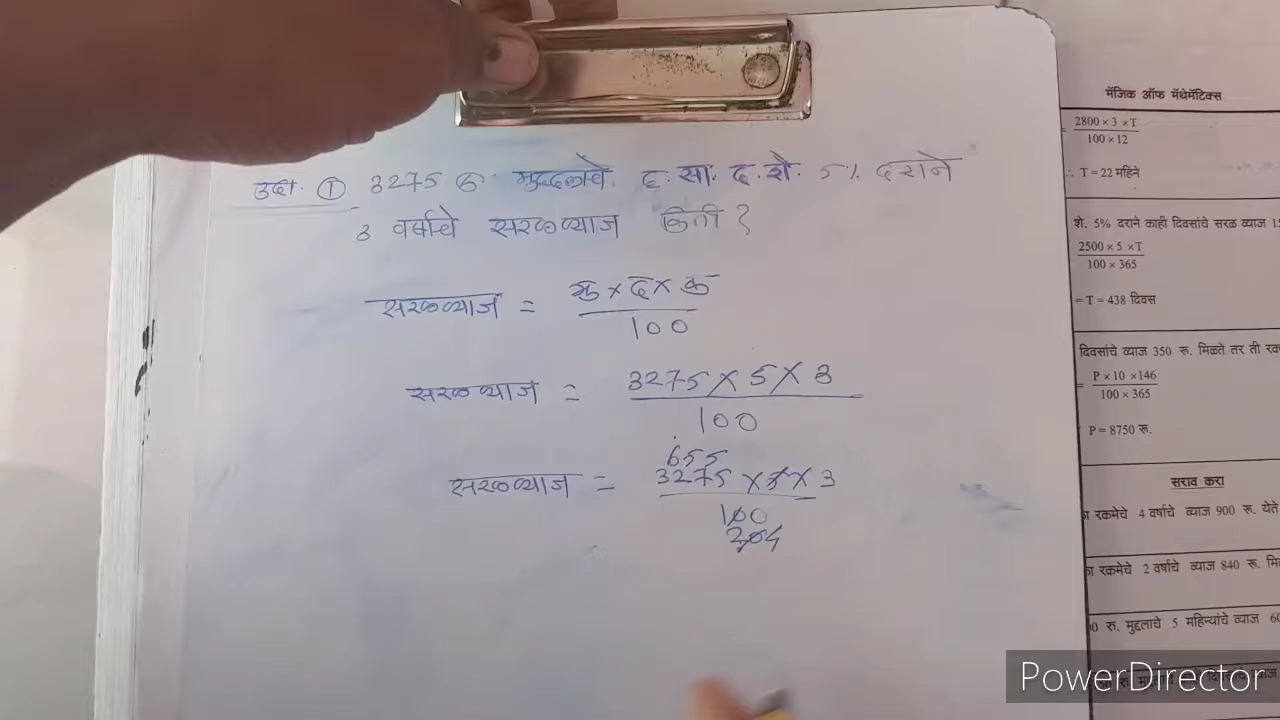 उदा. ① 3275 रु. मुद्दलाचे द. सा. द. शे. 5% दराने
3 वर्षाचे सरळव्याज किती ?
सरळव्याज = मु × द × क
100
सरळव्याज = 3275 × 5 × 3
100
655
सरळव्याज = 3275 × 5 × 3
100
20 4
मॅजिक ऑफ मॅथेमॅटिक्स
2800 × 3 × T
100 × 12
∴ T = 22 महिने
शे. 5% दराने काही दिवसांचे सरळ व्याज
2500 × 5 × T
100 × 365
= T = 438 दिवस
दिवसांचे व्याज 350 रु. मिळते तर ती
= P × 10 × 146
100 × 365
P = 8750 रु.
सराव करा
रकमेचे 4 वर्षाचे व्याज 900 रु. येते
रकमेचे 2 वर्षाचे व्याज 840 रु.
0 रु. मुद्दलाचे 5 महिन्यांचे व्याज
PowerDirector